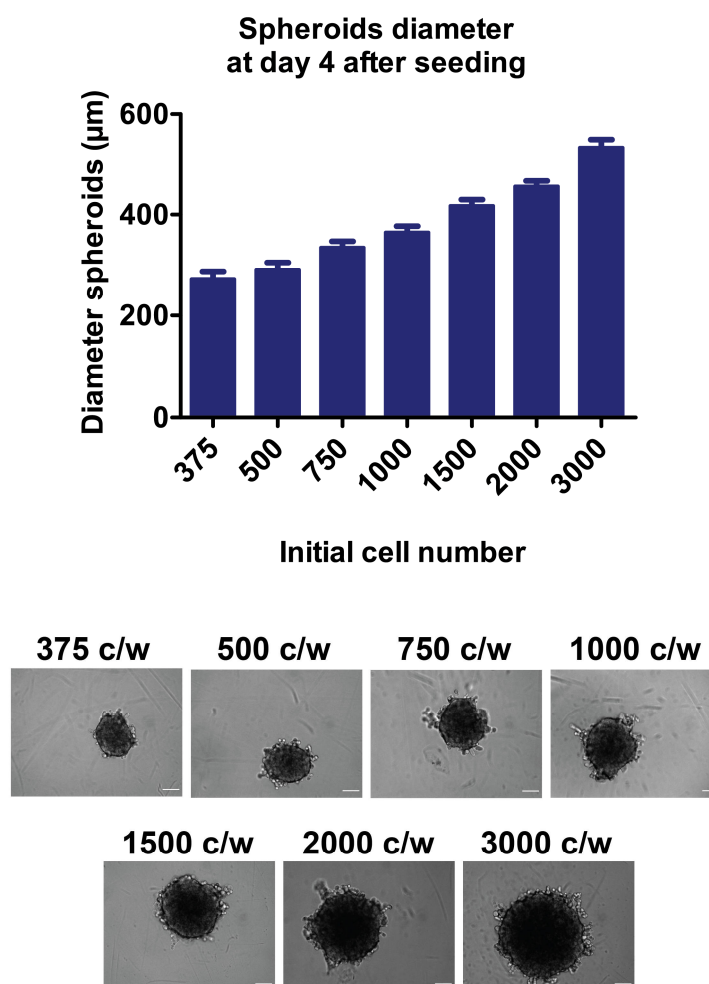 Spheroids diameter
at day 4 after seeding
Diameter spheroids (µm)
600
400
200
0
375
500
750
1000
1500
2000
3000
Initial cell number
375 c/w
500 c/w
750 c/w
1000 c/w
1500 c/w
2000 c/w
3000 c/w